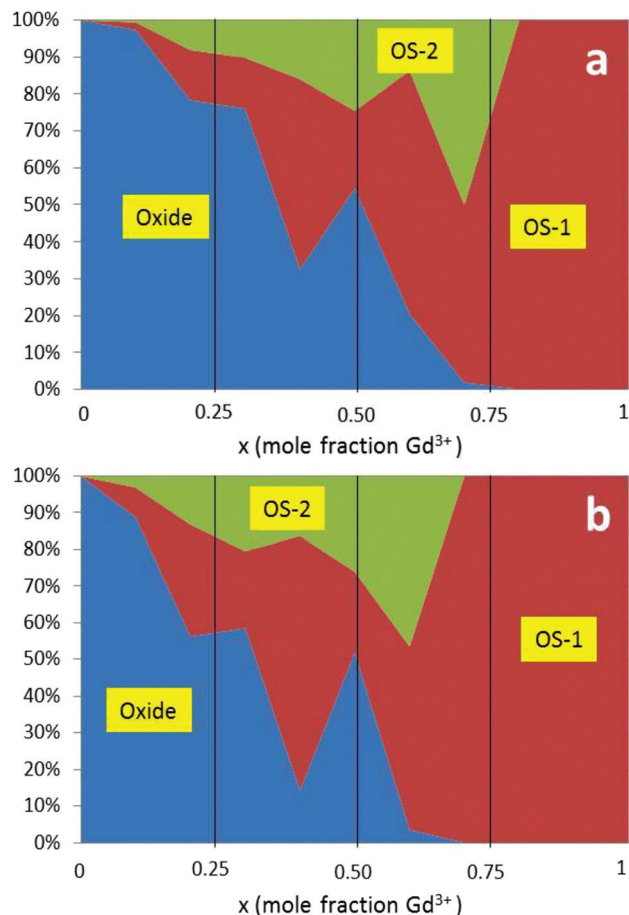 100%
90%
80%
70%
60%
50%
40%
30%
20%
10%
0%
OS-2
a
Oxide
OS-1
0 0.25 0.50 0.75 1
x (mole fraction Gd³⁺)
100%
90%
80%
70%
60%
50%
40%
30%
20%
10%
0%
OS-2
b
OS-1
Oxide
0 0.25 0.50 0.75 1
x (mole fraction Gd³⁺)